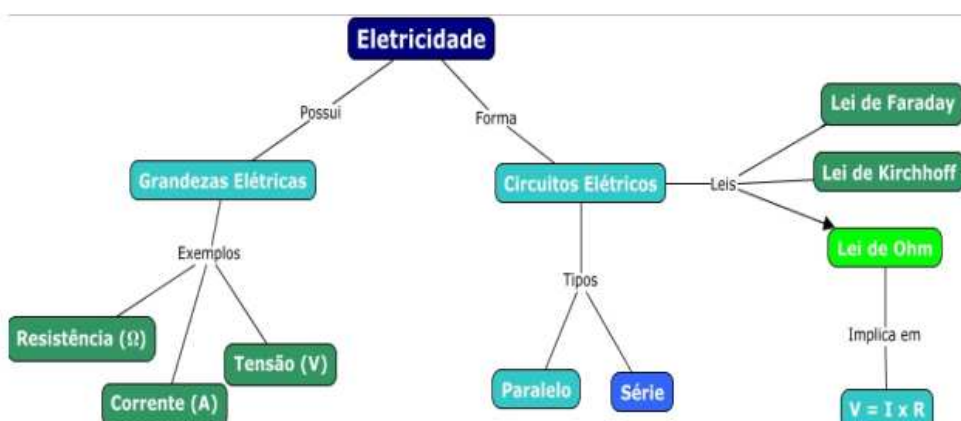 Eletricidade
Possui
Forma
Lei de Faraday
Grandezas Elétricas
Circuitos Elétricos
Leis
Lei de Kirchhoff
Exemplos
Lei de Ohm
Tipos
Resistência (Ω)
Tensão (V)
Corrente (A)
Paralelo
Série
Implica em
V = I x R